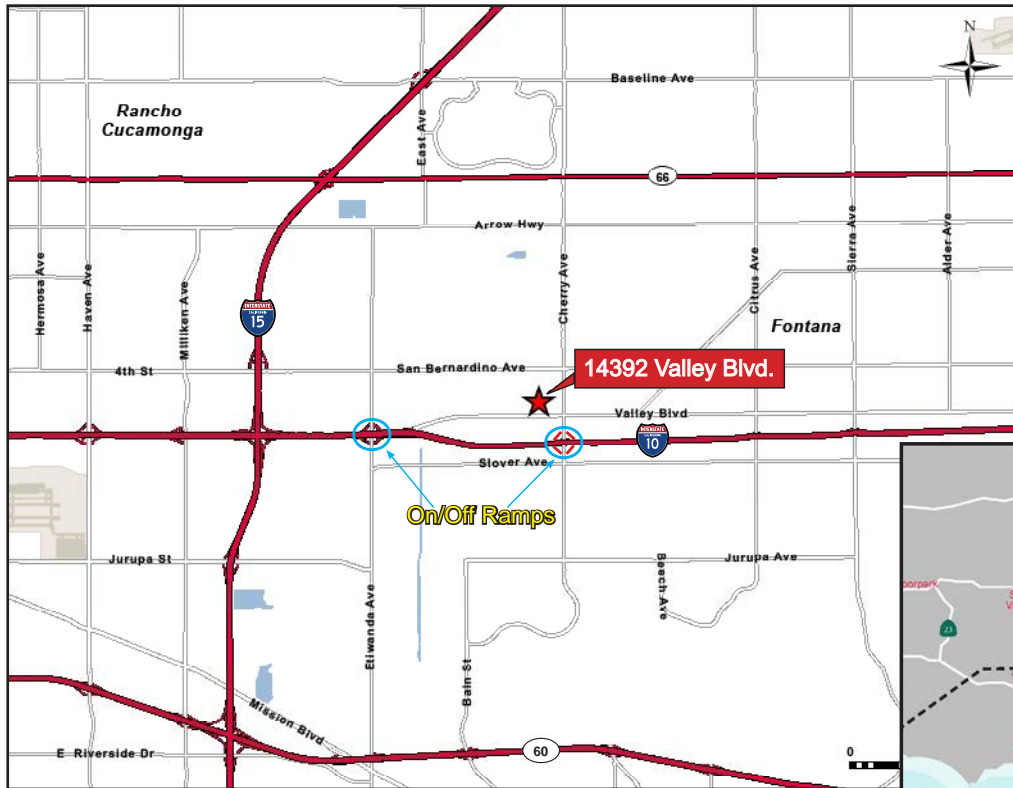 N
Baseline Ave
Rancho
Cucamonga
East Ave
66
Arrow Hwy
Hermosa Ave
Haven Ave
Milliken Ave
INTERSTATE
CALIFORNIA
15
Cherry Ave
Citrus Ave
Sierra Ave
Alder Ave
Fontana
4th St
San Bernardino Ave
14392 Valley Blvd.
Valley Blvd
INTERSTATE
CALIFORNIA
10
Slover Ave
On/Off Ramps
Jurupa St
Jurupa Ave
Etiwanda Ave
Beech Ave
Bain St
oorpark
S
V
23
Mission Blvd
E Riverside Dr
60
0